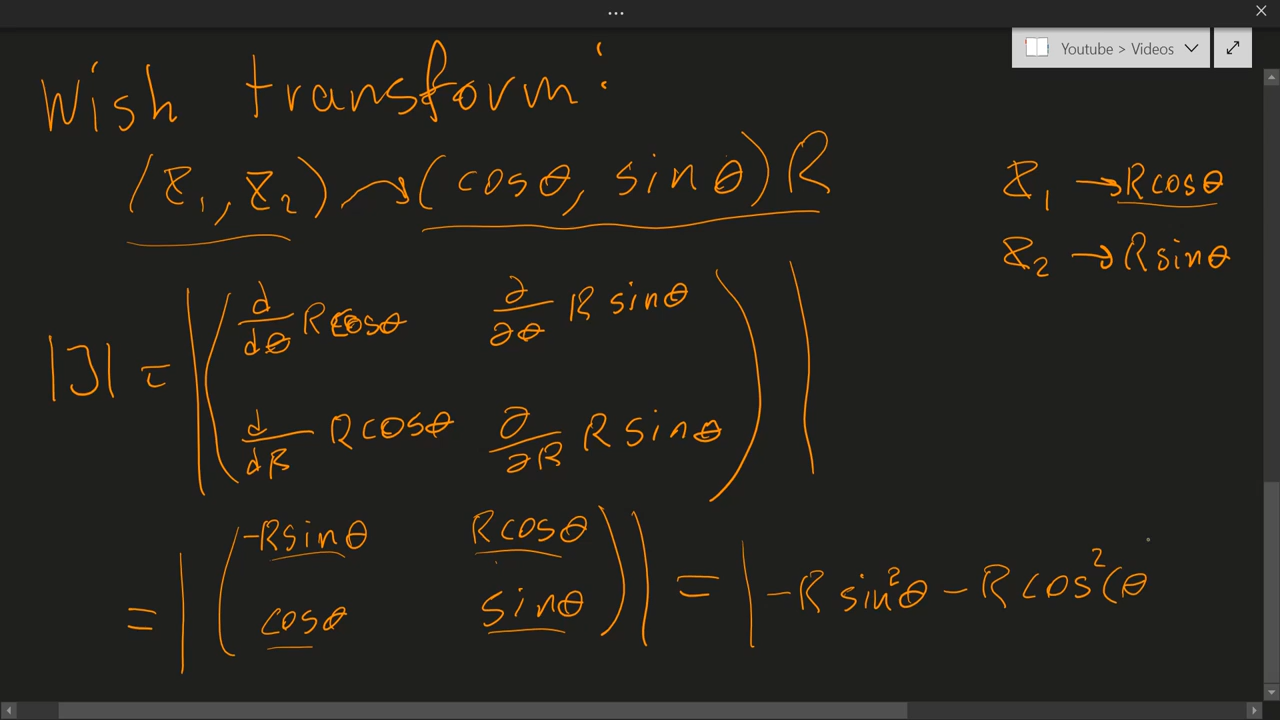 Youtube > Videos
Wish transform:
(Z₁, Z₂) ⤳ (cosθ, sinθ)R
Z₁ → Rcosθ
Z₂ → Rsinθ
d/dθ Rcosθ ∂/∂θ R sinθ
|J| =
d/dR Rcosθ ∂/∂R R sinθ
-Rsinθ Rcosθ
= |( )| = |-R sin²θ - R cos²(θ
cosθ sinθ